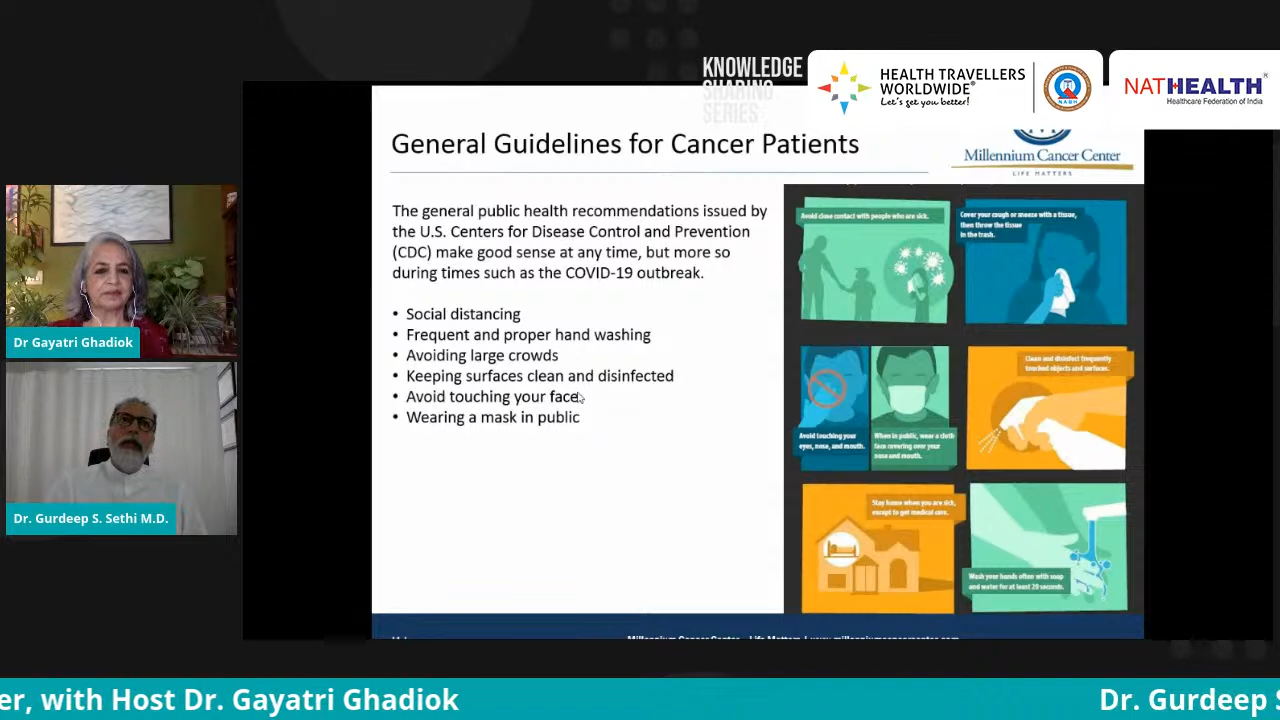 KNOWLEDGE
SHARING
SERIES
HEALTH TRAVELLERS
WORLDWIDE®
Let's get you better!
NABH
NATHEALTH®
Healthcare Federation of India
General Guidelines for Cancer Patients
Millennium Cancer Center
LIFE MATTERS
The general public health recommendations issued by
the U.S. Centers for Disease Control and Prevention
(CDC) make good sense at any time, but more so
during times such as the COVID-19 outbreak.
• Social distancing
• Frequent and proper hand washing
• Avoiding large crowds
• Keeping surfaces clean and disinfected
• Avoid touching your face
• Wearing a mask in public
Avoid close contact with people who are sick.
Cover your cough or sneeze with a tissue,
then throw the tissue
in the trash.
Avoid touching your
eyes, nose, and mouth.
When in public, wear a cloth
face covering over your
nose and mouth.
Clean and disinfect frequently
touched objects and surfaces.
Stay home when you are sick,
except to get medical care.
Wash your hands often with soap
and water for at least 20 seconds.
Dr Gayatri Ghadiok
Dr. Gurdeep S. Sethi M.D.
er, with Host Dr. Gayatri Ghadiok
Dr. Gurdeep S